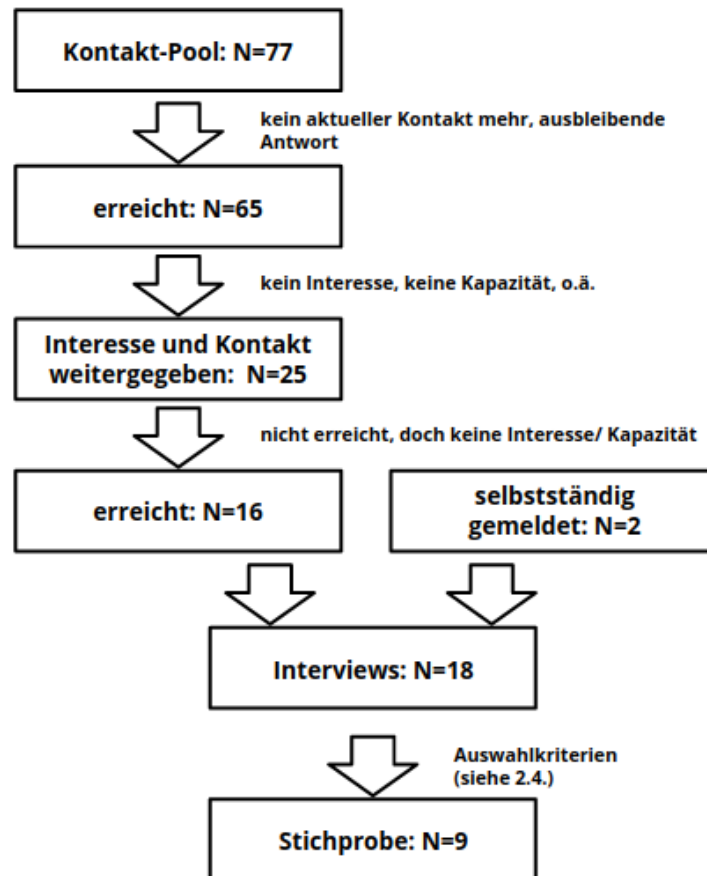 Kontakt-Pool: N=77
kein aktueller Kontakt mehr, ausbleibende
Antwort
erreicht: N=65
kein Interesse, keine Kapazität, o.ä.
Interesse und Kontakt
weitergegeben: N=25
nicht erreicht, doch keine Interesse/ Kapazität
erreicht: N=16
selbstständig
gemeldet: N=2
Interviews: N=18
Auswahlkriterien
(siehe 2.4.)
Stichprobe: N=9